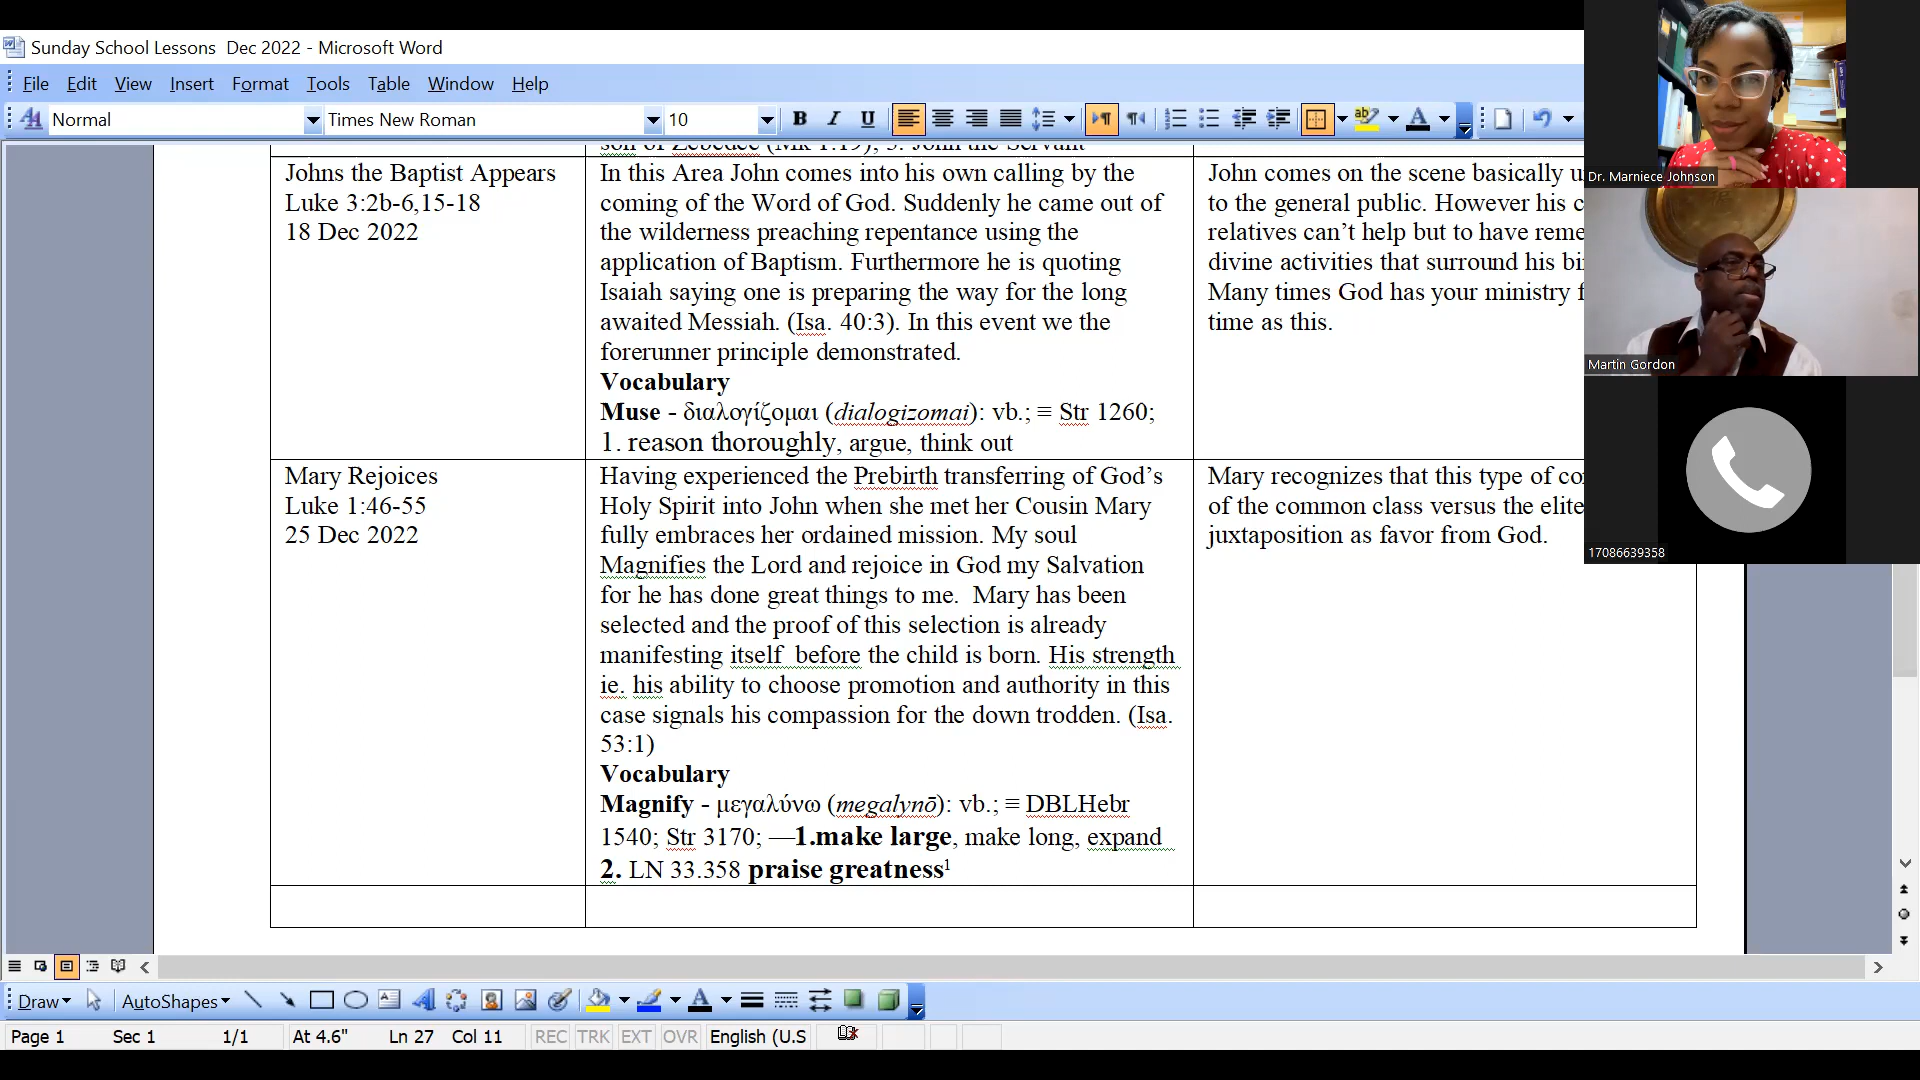 Sunday School Lessons  Dec 2022 - Microsoft Word
File Edit View Insert Format Tools Table Window Help
Normal Times New Roman 10
son of Zebedee (Mk 1:19), 3. John the Servant
Johns the Baptist Appears
Luke 3:2b-6,15-18
18 Dec 2022
In this Area John comes into his own calling by the
coming of the Word of God. Suddenly he came out of
the wilderness preaching repentance using the
application of Baptism. Furthermore he is quoting
Isaiah saying one is preparing the way for the long
awaited Messiah. (Isa. 40:3). In this event we the
forerunner principle demonstrated.
Vocabulary
Muse - διαλογίζομαι (dialogizomai): vb.; ≡ Str 1260;
1. reason thoroughly, argue, think out
John comes on the scene basically u
to the general public. However his c
relatives can’t help but to have reme
divine activities that surround his bi
Many times God has your ministry f
time as this.
Mary Rejoices
Luke 1:46-55
25 Dec 2022
Having experienced the Prebirth transferring of God’s
Holy Spirit into John when she met her Cousin Mary
fully embraces her ordained mission. My soul
Magnifies the Lord and rejoice in God my Salvation
for he has done great things to me.  Mary has been
selected and the proof of this selection is already
manifesting itself  before the child is born. His strength
ie. his ability to choose promotion and authority in this
case signals his compassion for the down trodden. (Isa.
53:1)
Vocabulary
Magnify - μεγαλύνω (megalynō): vb.; ≡ DBLHebr
1540; Str 3170; —1.make large, make long, expand
2. LN 33.358 praise greatness1
Mary recognizes that this type of co
of the common class versus the elite
juxtaposition as favor from God.
Dr. Marniece Johnson
Martin Gordon
17086639358
Draw AutoShapes
Page 1 Sec 1 1/1 At 4.6" Ln 27 Col 11 REC TRK EXT OVR English (U.S